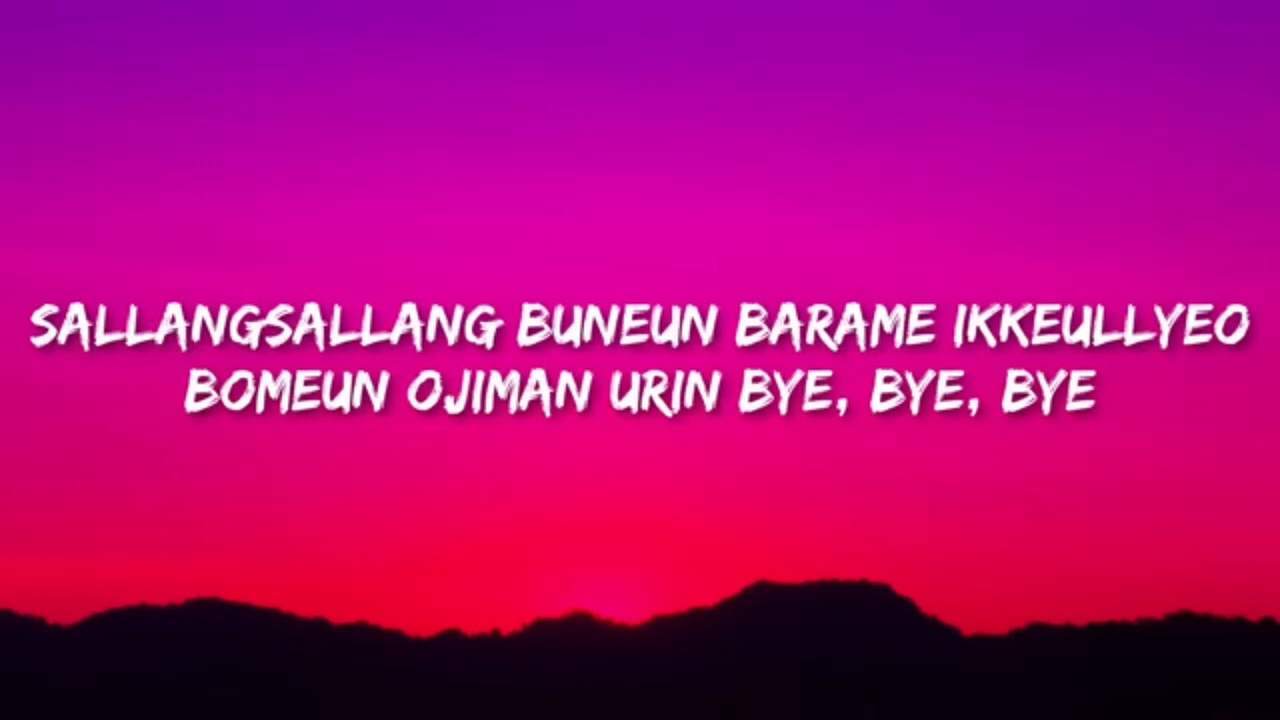 SALLANGSALLANG BUNEUN BARAME IKKEULLYEO
BOMEUN OJIMAN URIN BYE, BYE, BYE